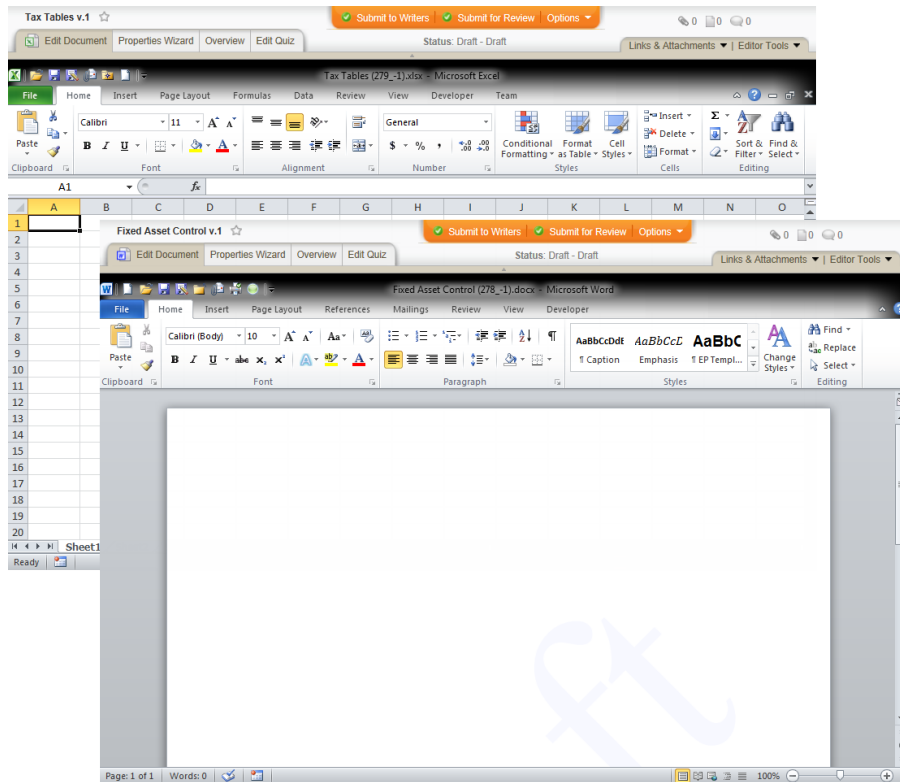 Tax Tables v.1
Submit to Writers Submit for Review Options
0 0 0
Edit Document Properties Wizard Overview Edit Quiz
Status: Draft - Draft
Links & Attachments | Editor Tools
Tax Tables (279_-1).xlsx - Microsoft Excel
File Home Insert Page Layout Formulas Data Review View Developer Team
Paste
Calibri 11
B I U
General
$ % ,
Conditional Formatting
Format as Table
Cell Styles
Insert
Delete
Format
Sort & Filter
Find & Select
Clipboard Font Alignment Number Styles Cells Editing
A1 fx
A B C D E F G H I J K L M N O
1
2
3
4
5
6
7
8
9
10
11
12
13
14
15
16
17
18
19
20
Sheet1
Ready
Fixed Asset Control v.1
Submit to Writers Submit for Review Options
0 0 0
Edit Document Properties Wizard Overview Edit Quiz
Status: Draft - Draft
Links & Attachments | Editor Tools
Fixed Asset Control (278_-1).docx - Microsoft Word
File Home Insert Page Layout References Mailings Review View Developer
Paste
Calibri (Body) 10 Aa
B I U abc x₂ x²
AaBbCcDdE AaBbCcD AaBbC
¶ Caption Emphasis ¶ EP Templ...
Change Styles
Find
Replace
Select
Clipboard Font Paragraph Styles Editing
ft
Page: 1 of 1 Words: 0 100%